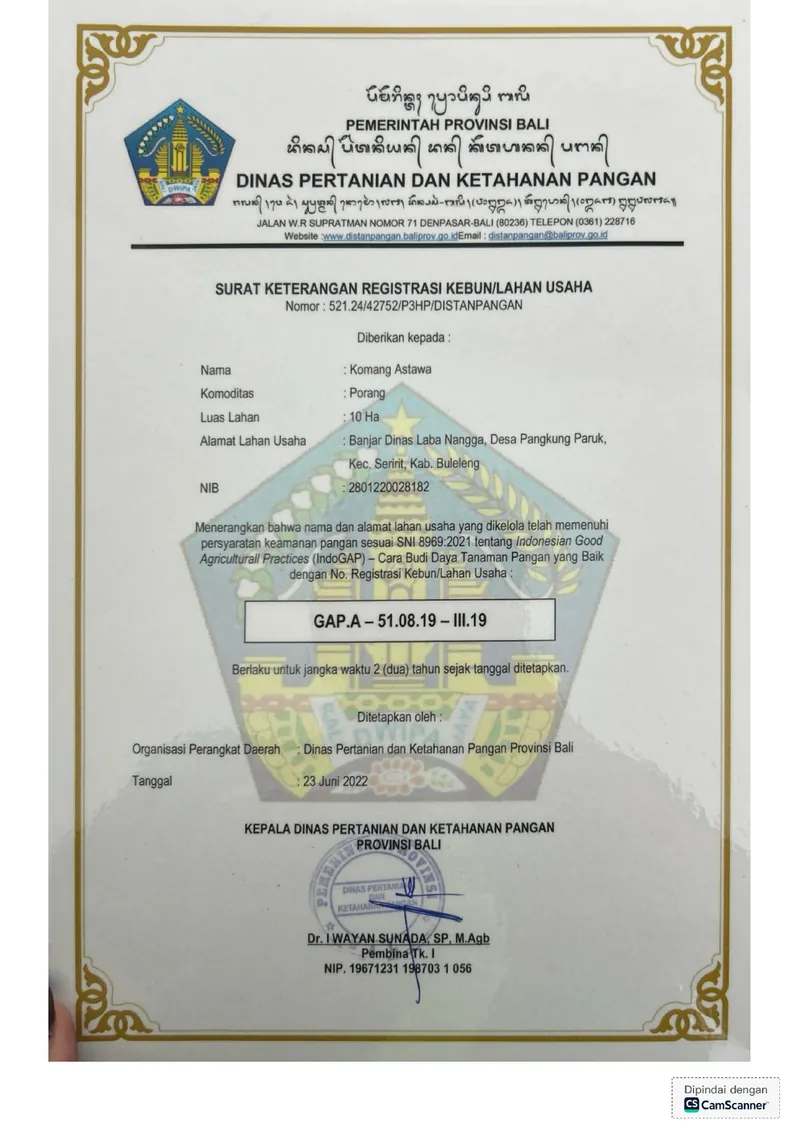 PEMERINTAH PROVINSI BALI
DINAS PERTANIAN DAN KETAHANAN PANGAN
JALAN W.R SUPRATMAN NOMOR 71 DENPASAR-BALI (80236) TELEPON (0361) 228716
Website :www.distanpangan.baliprov.go.idEmail : distanpangan@baliprov.go.id
SURAT KETERANGAN REGISTRASI KEBUN/LAHAN USAHA
Nomor : 521.24/42752/P3HP/DISTANPANGAN
Diberikan kepada :
Nama : Komang Astawa
Komoditas : Porang
Luas Lahan : 10 Ha
Alamat Lahan Usaha : Banjar Dinas Laba Nangga, Desa Pangkung Paruk,
Kec. Seririt, Kab. Buleleng
NIB : 2801220028182
Menerangkan bahwa nama dan alamat lahan usaha yang dikelola telah memenuhi
persyaratan keamanan pangan sesuai SNI 8969:2021 tentang Indonesian Good
Agriculturall Practices (IndoGAP) – Cara Budi Daya Tanaman Pangan yang Baik
dengan No. Registrasi Kebun/Lahan Usaha :
GAP.A – 51.08.19 – III.19
Berlaku untuk jangka waktu 2 (dua) tahun sejak tanggal ditetapkan.
Ditetapkan oleh :
Organisasi Perangkat Daerah : Dinas Pertanian dan Ketahanan Pangan Provinsi Bali
Tanggal : 23 Juni 2022
KEPALA DINAS PERTANIAN DAN KETAHANAN PANGAN
PROVINSI BALI
Dr. I WAYAN SUNADA, SP, M.Agb
Pembina Tk. I
NIP. 19671231 198703 1 056
Dipindai dengan
CS CamScanner